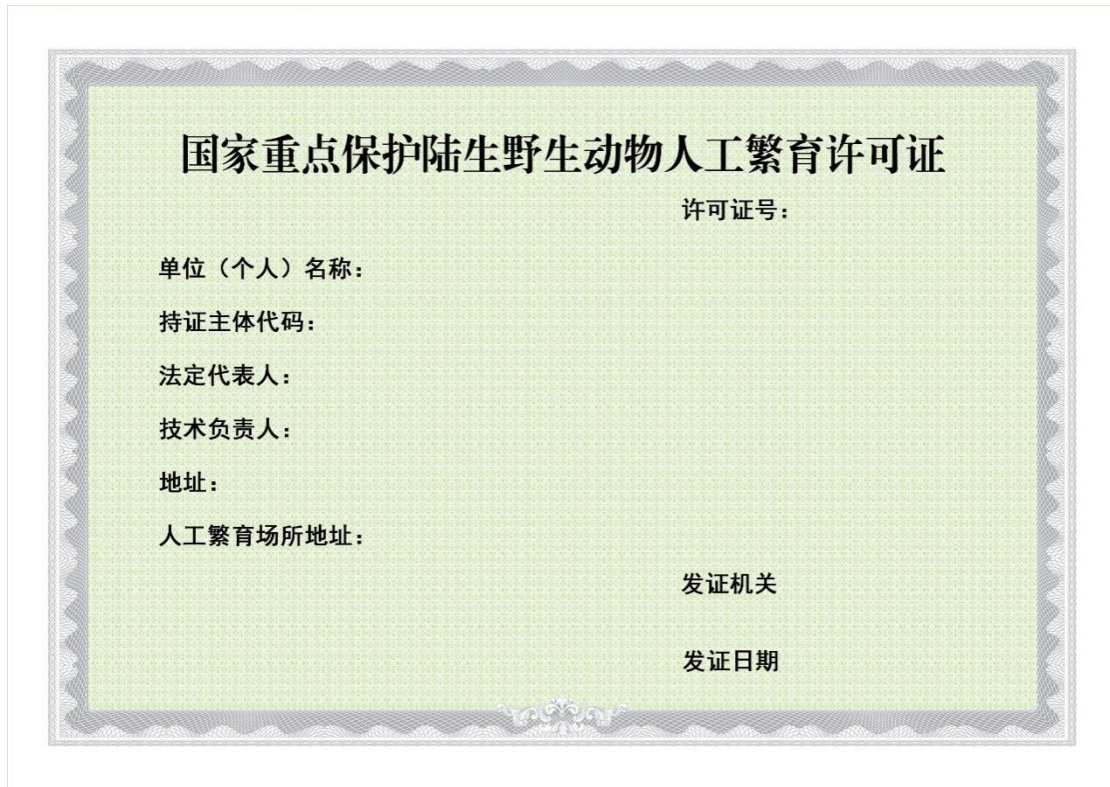 国家重点保护陆生野生动物人工繁育许可证
许可证号：
单位（个人）名称：
持证主体代码：
法定代表人：
技术负责人：
地址：
人工繁育场所地址：
发证机关
发证日期